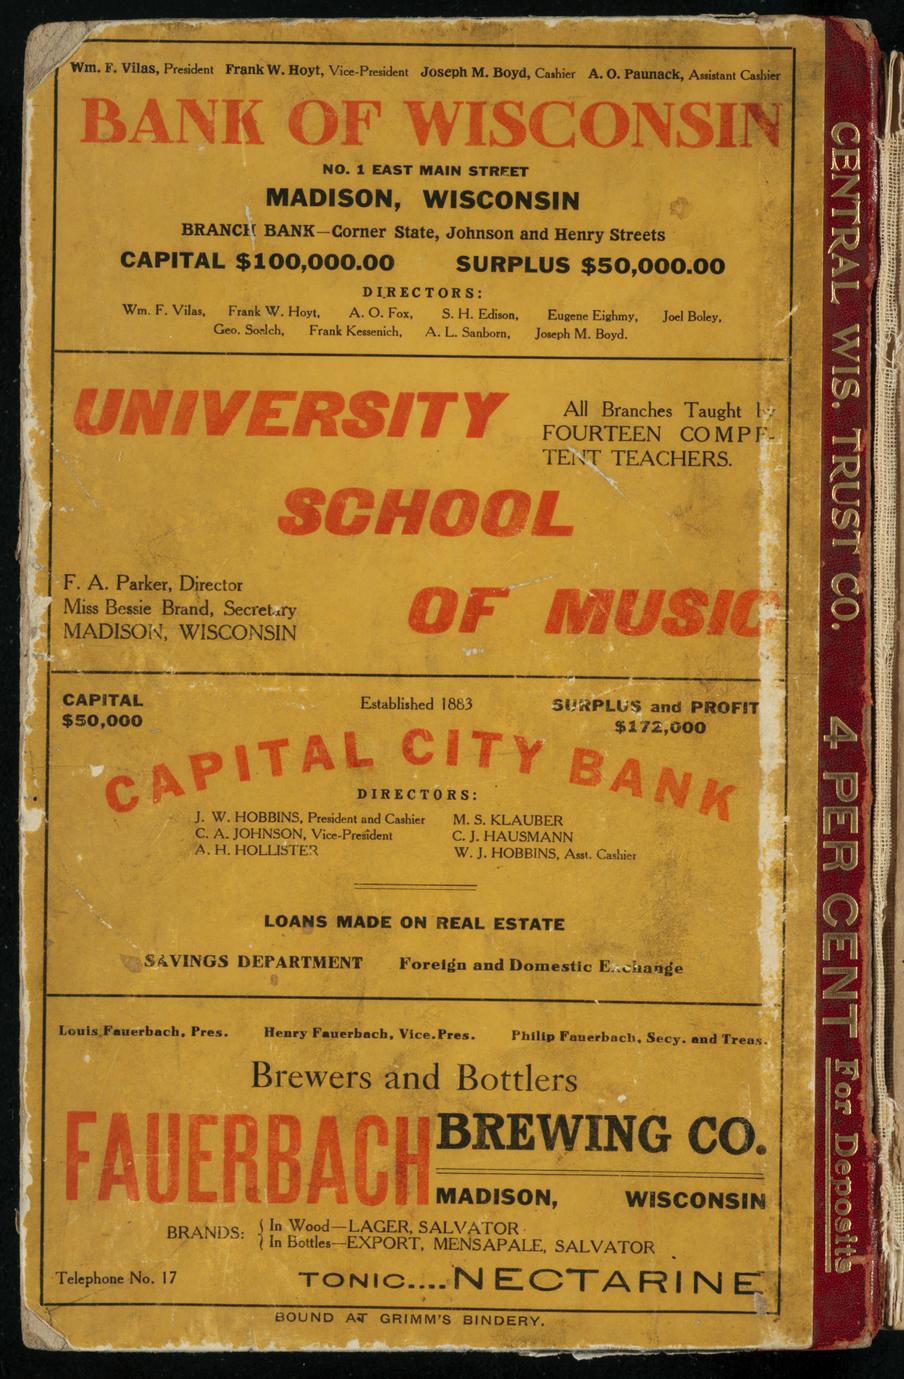 Wm. F. Vilas, President Frank W. Hoyt, Vice-President Joseph M. Boyd, Cashier A. O. Paunack, Assistant Cashier
BANK OF WISCONSIN
NO. 1 EAST MAIN STREET
MADISON, WISCONSIN
BRANCH BANK—Corner State, Johnson and Henry Streets
CAPITAL $100,000.00 SURPLUS $50,000.00
DIRECTORS:
Wm. F. Vilas, Frank W. Hoyt, A. O. Fox, S. H. Edison, Eugene Eighmy, Joel Boley,
Geo. Soelch, Frank Kessenich, A. L. Sanborn, Joseph M. Boyd.
UNIVERSITY
All Branches Taught by
FOURTEEN COMPE-
TENT TEACHERS.
SCHOOL
F. A. Parker, Director
Miss Bessie Brand, Secretary
MADISON, WISCONSIN
OF MUSIC
CAPITAL
$50,000
Established 1883
SURPLUS and PROFIT
$172,000
CAPITAL CITY BANK
DIRECTORS:
J. W. HOBBINS, President and Cashier M. S. KLAUBER
C. A. JOHNSON, Vice-President C. J. HAUSMANN
A. H. HOLLISTER W. J. HOBBINS, Asst. Cashier
LOANS MADE ON REAL ESTATE
SAVINGS DEPARTMENT Foreign and Domestic Exchange
Louis Fauerbach, Pres. Henry Fauerbach, Vice.Pres. Philip Fauerbach, Secy. and Treas.
Brewers and Bottlers
FAUERBACH BREWING CO.
MADISON, WISCONSIN
BRANDS: { In Wood—LAGER, SALVATOR
In Bottles—EXPORT, MENSAPALE, SALVATOR
Telephone No. 17 TONIC....NECTARINE
BOUND AT GRIMM'S BINDERY.
CENTRAL WIS. TRUST CO. 4 PER CENT For Deposits